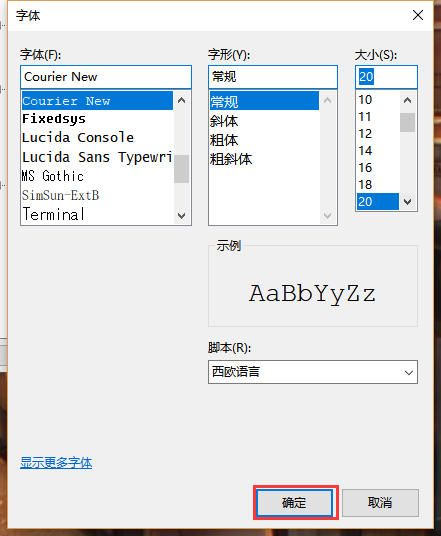 字体
字体(F):
字形(Y):
大小(S):
Courier New
常规
20
Courier New
Fixedsys
Lucida Console
Lucida Sans Typewri
MS Gothic
SimSun-ExtB
Terminal
常规
斜体
粗体
粗斜体
10
11
12
14
16
18
20
示例
AaBbYyZz
脚本(R):
西欧语言
显示更多字体
确定
取消